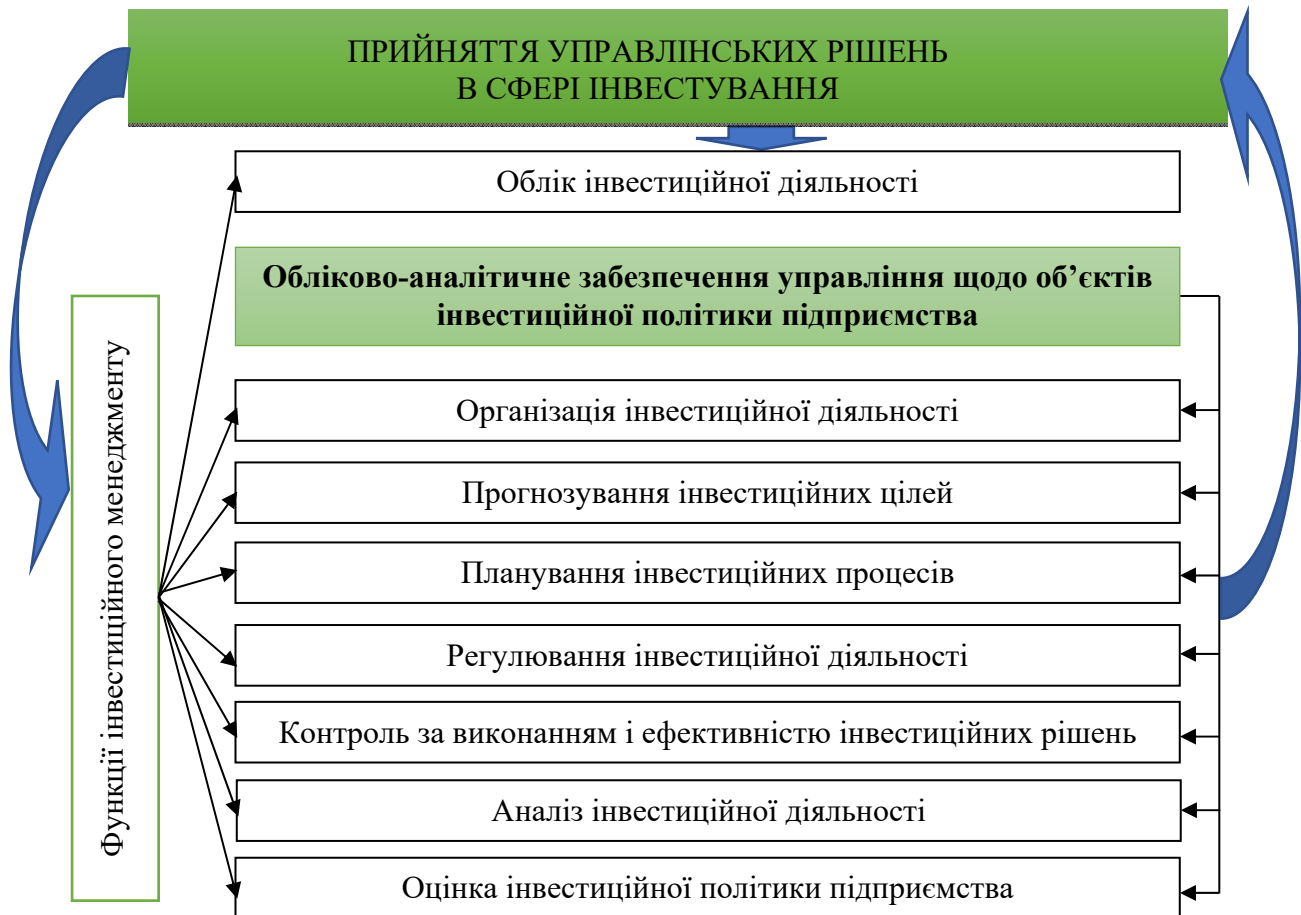 ПРИЙНЯТТЯ УПРАВЛІНСЬКИХ РІШЕНЬ
В СФЕРІ ІНВЕСТУВАННЯ
Облік інвестиційної діяльності
Обліково-аналітичне забезпечення управління щодо об’єктів
інвестиційної політики підприємства
Функції інвестиційного менеджменту
Організація інвестиційної діяльності
Прогнозування інвестиційних цілей
Планування інвестиційних процесів
Регулювання інвестиційної діяльності
Контроль за виконанням і ефективністю інвестиційних рішень
Аналіз інвестиційної діяльності
Оцінка інвестиційної політики підприємства